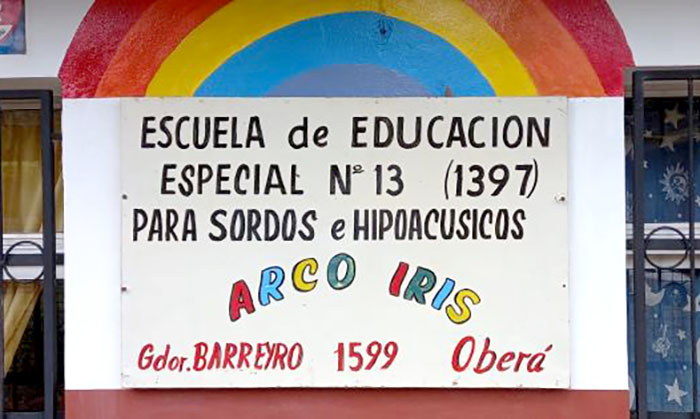 ESCUELA de EDUCACION
ESPECIAL Nº 13 (1397)
PARA SORDOS e HIPOACUSICOS
ARCO IRIS
Gdor. BARREYRO 1599 Oberá